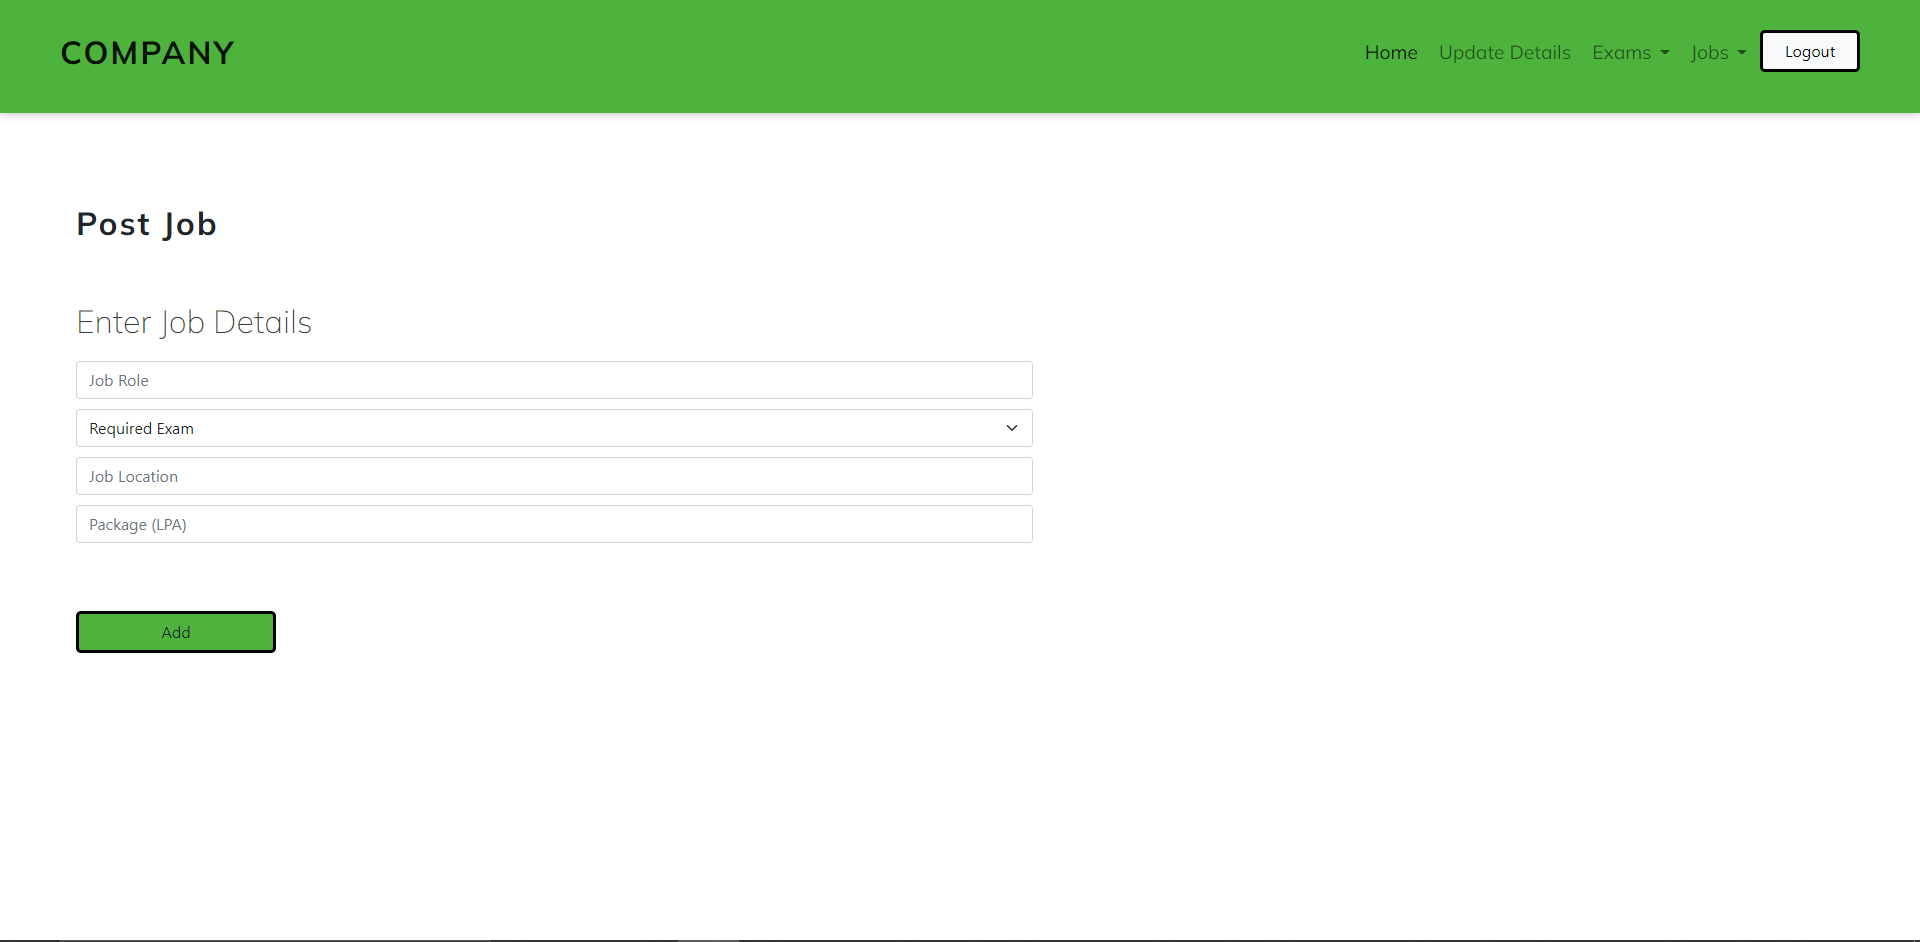 COMPANY
Home Update Details Exams Jobs Logout
Post Job
Enter Job Details
Job Role
Required Exam
Job Location
Package (LPA)
Add